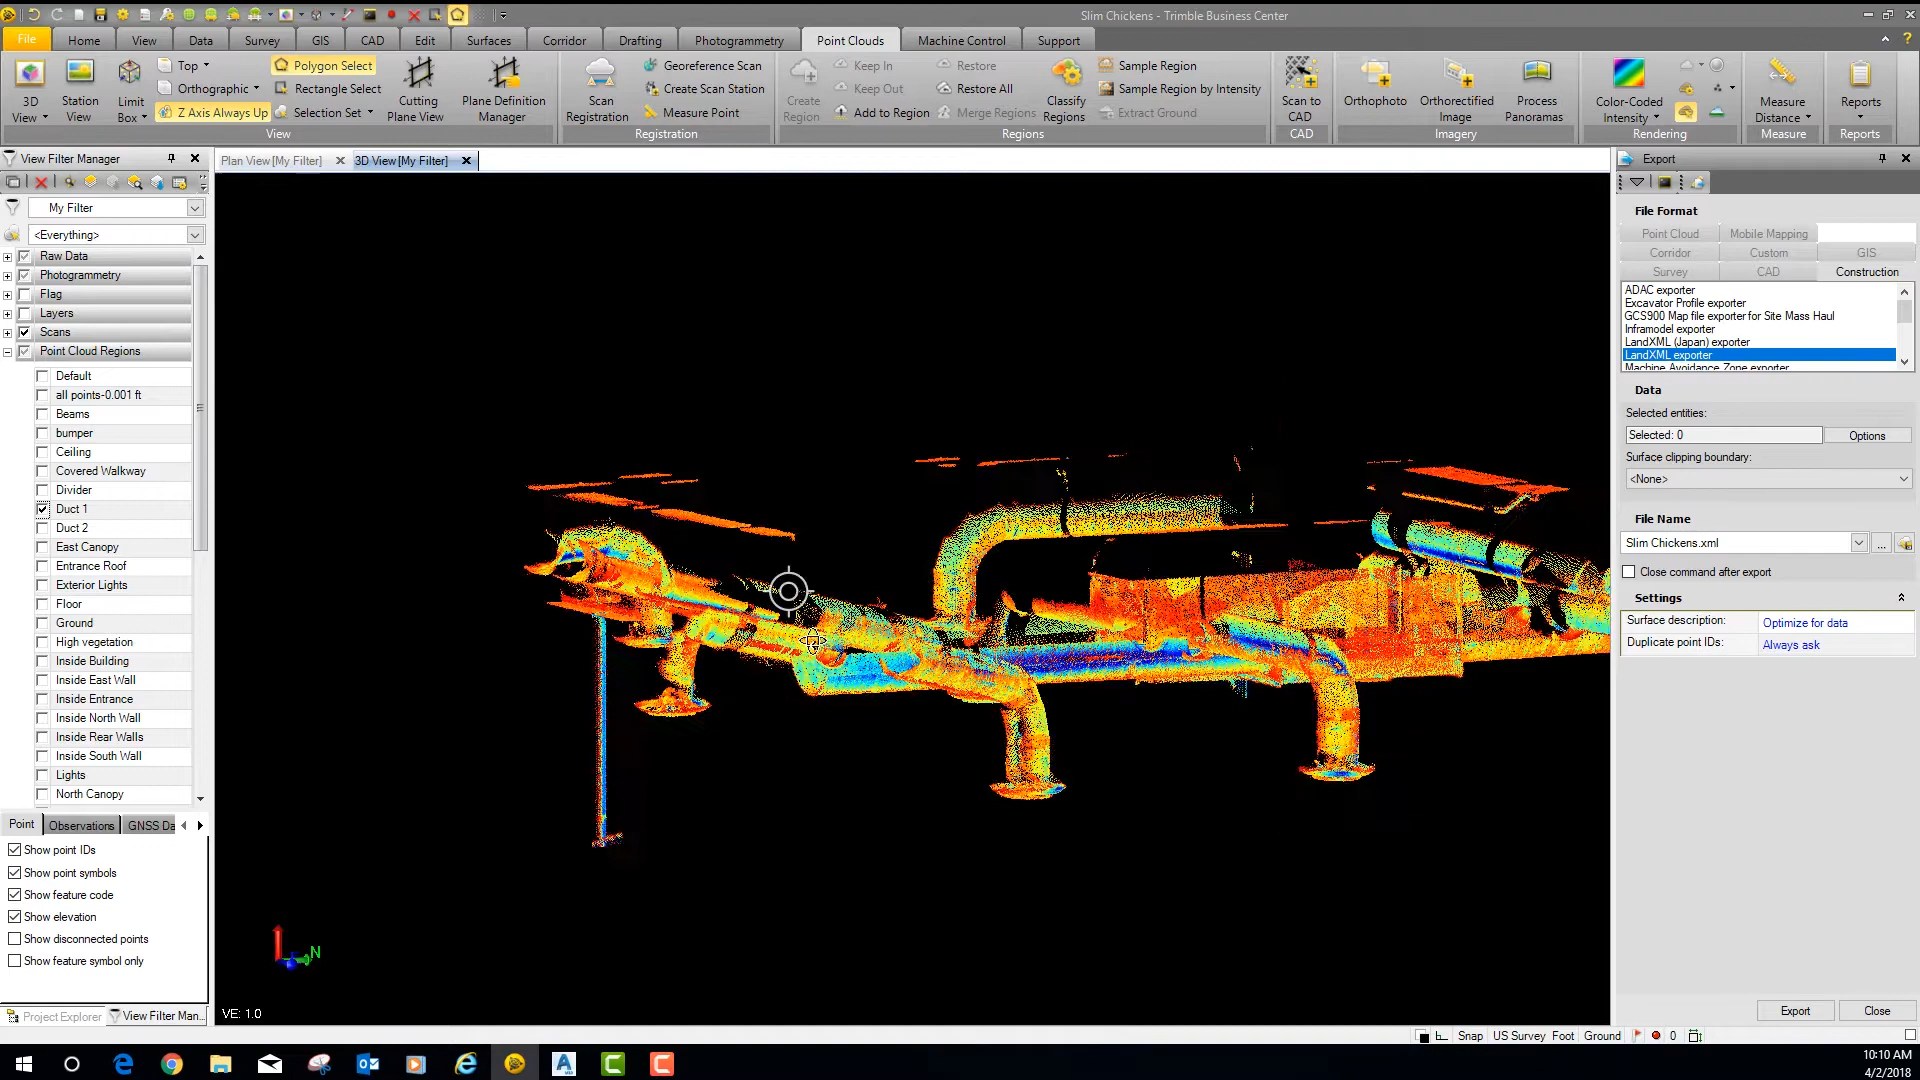 Slim Chickens - Trimble Business Center
File Home View Data Survey GIS CAD Edit Surfaces Corridor Drafting Photogrammetry Point Clouds Machine Control Support
3D View
Station View
Limit Box
Top
Orthographic
Z Axis Always Up
Polygon Select
Rectangle Select
Selection Set
Cutting Plane View
Plane Definition Manager
View
Scan Registration
Georeference Scan
Create Scan Station
Measure Point
Registration
Create Region
Keep In
Keep Out
Add to Region
Restore
Restore All
Merge Regions
Classify Regions
Sample Region
Sample Region by Intensity
Extract Ground
Regions
Scan to CAD
CAD
Orthophoto
Orthorectified Image
Process Panoramas
Imagery
Color-Coded Intensity
Rendering
Measure Distance
Measure
Reports
Reports
View Filter Manager
My Filter
<Everything>
Raw Data
Photogrammetry
Flag
Layers
Scans
Point Cloud Regions
Default
all points-0.001 ft
Beams
bumper
Ceiling
Covered Walkway
Divider
Duct 1
Duct 2
East Canopy
Entrance Roof
Exterior Lights
Floor
Ground
High vegetation
Inside Building
Inside East Wall
Inside Entrance
Inside North Wall
Inside Rear Walls
Inside South Wall
Lights
North Canopy
Point Observations GNSS Da
Show point IDs
Show point symbols
Show feature code
Show elevation
Show disconnected points
Show feature symbol only
Project Explorer View Filter Man...
Plan View [My Filter] 3D View [My Filter]
N
VE: 1.0
Export
File Format
Point Cloud Mobile Mapping
Corridor Custom GIS
Survey CAD Construction
ADAC exporter
Excavator Profile exporter
GCS900 Map file exporter for Site Mass Haul
Inframodel exporter
LandXML (Japan) exporter
LandXML exporter
Machine Avoidance Zone exporter
Data
Selected entities:
Selected: 0 Options
Surface clipping boundary:
<None>
File Name
Slim Chickens.xml ...
Close command after export
Settings
Surface description: Optimize for data
Duplicate point IDs: Always ask
Export Close
Snap US Survey Foot Ground 0
10:10 AM
4/2/2018